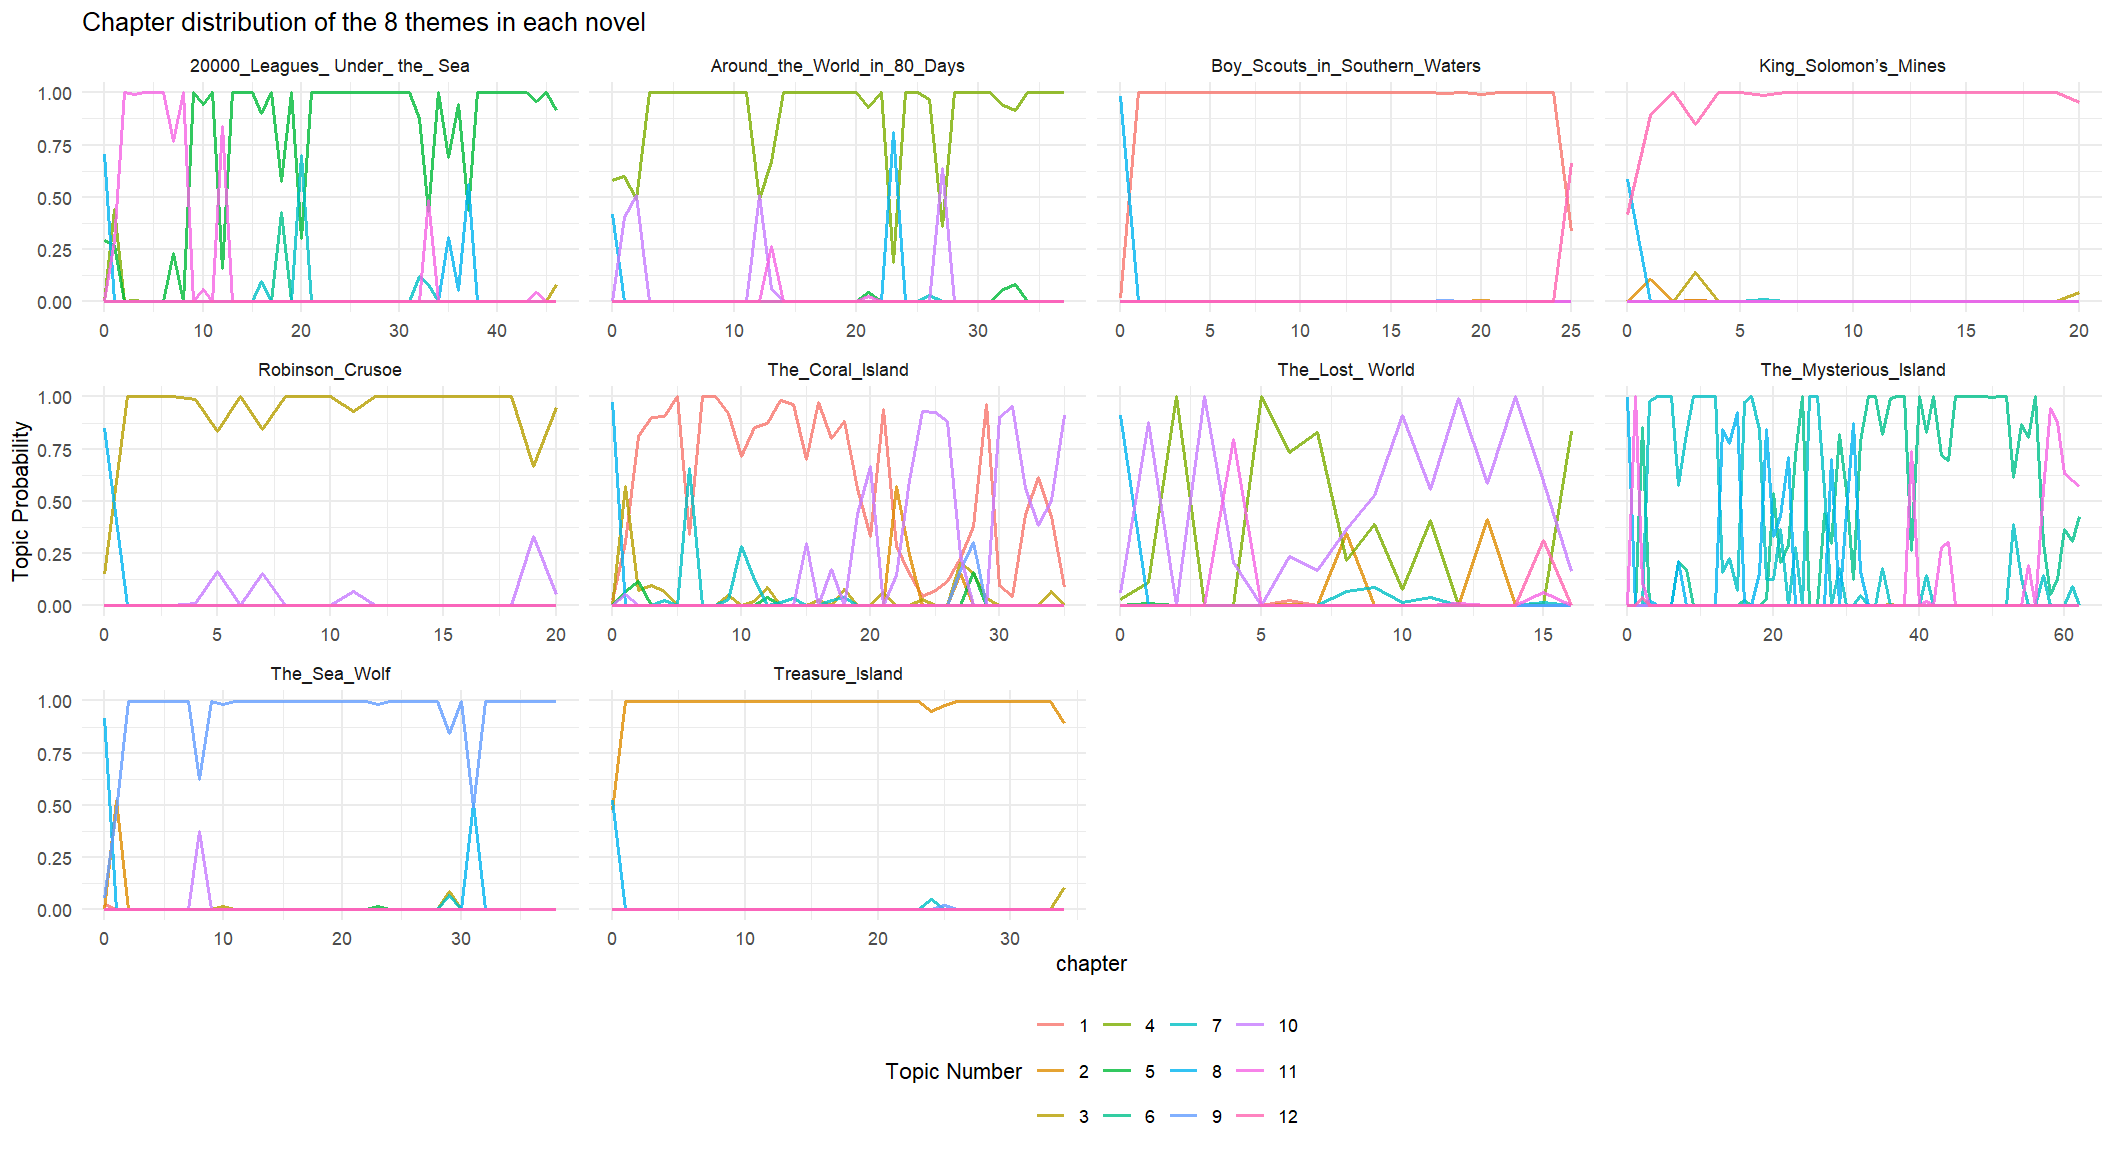 Chapter distribution of the 8 themes in each novel
20000_Leagues_ Under_ the_ Sea
Around_the_World_in_80_Days
Boy_Scouts_in_Southern_Waters
King_Solomon’s_Mines
1.00
0.75
0.50
0.25
0.00
0 10 20 30 40
0 10 20 30
0 5 10 15 20 25
0 5 10 15 20
Robinson_Crusoe
The_Coral_Island
The_Lost_ World
The_Mysterious_Island
1.00
0.75
0.50
0.25
0.00
Topic Probability
0 5 10 15 20
0 10 20 30
0 5 10 15
0 20 40 60
The_Sea_Wolf
Treasure_Island
1.00
0.75
0.50
0.25
0.00
0 10 20 30
0 10 20 30
chapter
Topic Number
1 4 7 10
2 5 8 11
3 6 9 12